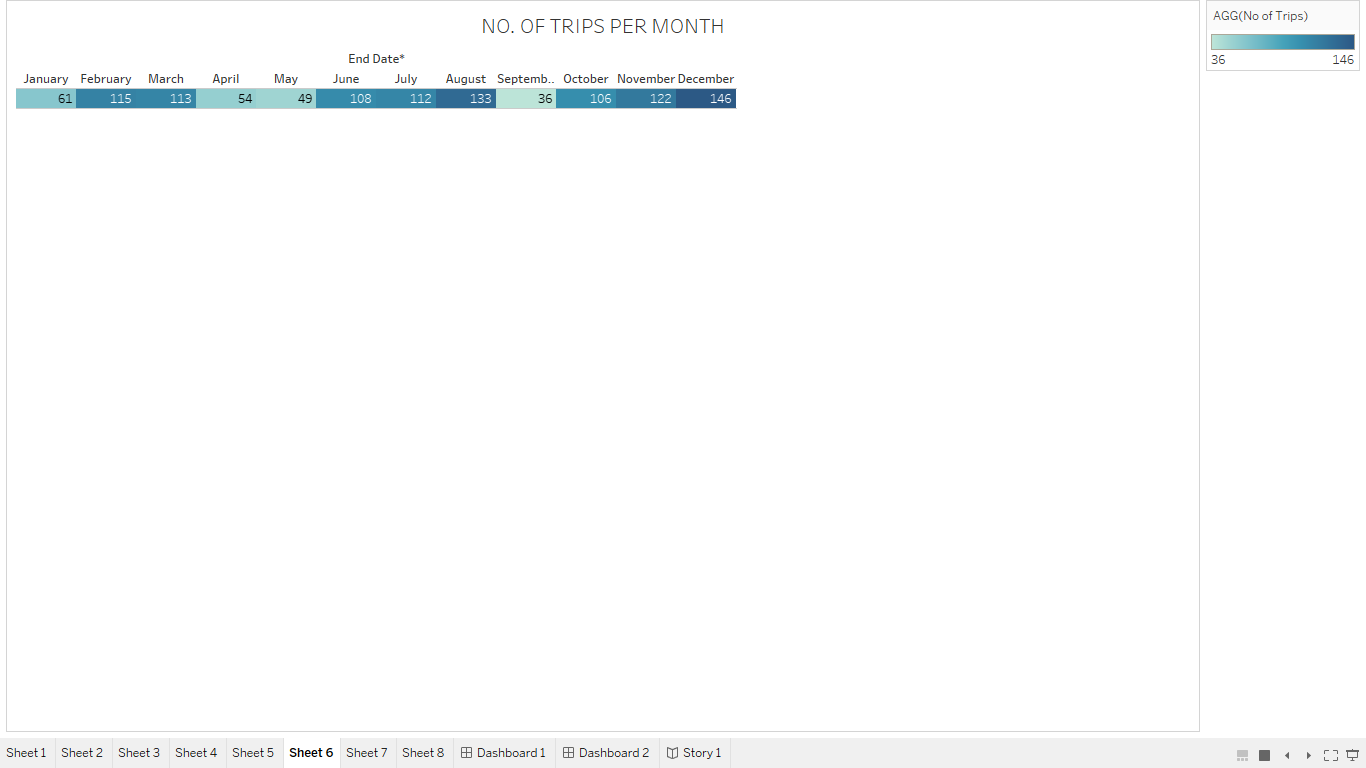 NO. OF TRIPS PER MONTH
AGG(No of Trips)
36 146
End Date*
January February March April May June July August Septemb.. October November December
61 115 113 54 49 108 112 133 36 106 122 146
Sheet 1 Sheet 2 Sheet 3 Sheet 4 Sheet 5 Sheet 6 Sheet 7 Sheet 8 Dashboard 1 Dashboard 2 Story 1